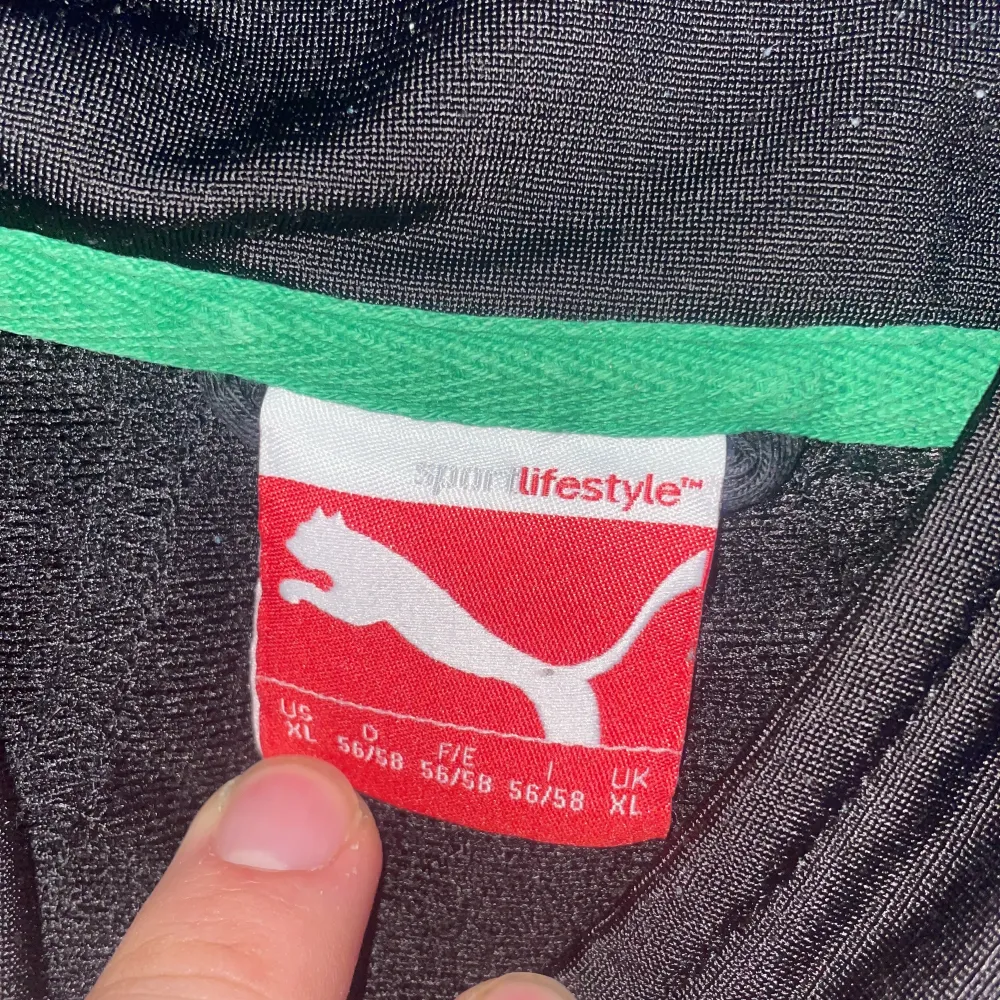 sportlifestyle™
US D F/E I UK
XL 56/58 56/58 56/58 XL